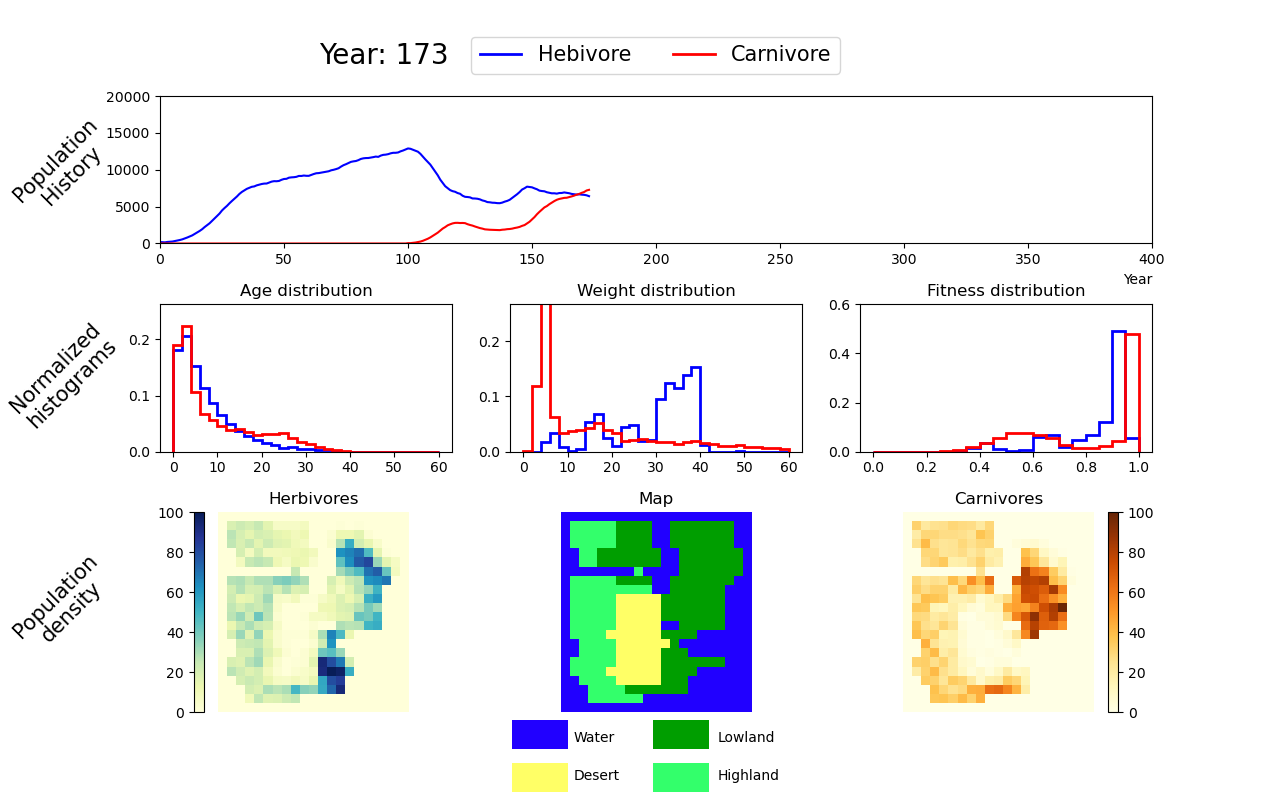 Year: 173
Hebivore
Carnivore
Population
History
20000
15000
10000
5000
0
0 50 100 150 200 250 300 350 400
Year
Normalized
histograms
Age distribution
0.2
0.1
0.0
0 10 20 30 40 50 60
Weight distribution
0.2
0.1
0.0
0 10 20 30 40 50 60
Fitness distribution
0.6
0.4
0.2
0.0
0.0 0.2 0.4 0.6 0.8 1.0
Population
density
Herbivores
100
80
60
40
20
0
Map
Carnivores
100
80
60
40
20
0
Water
Lowland
Desert
Highland